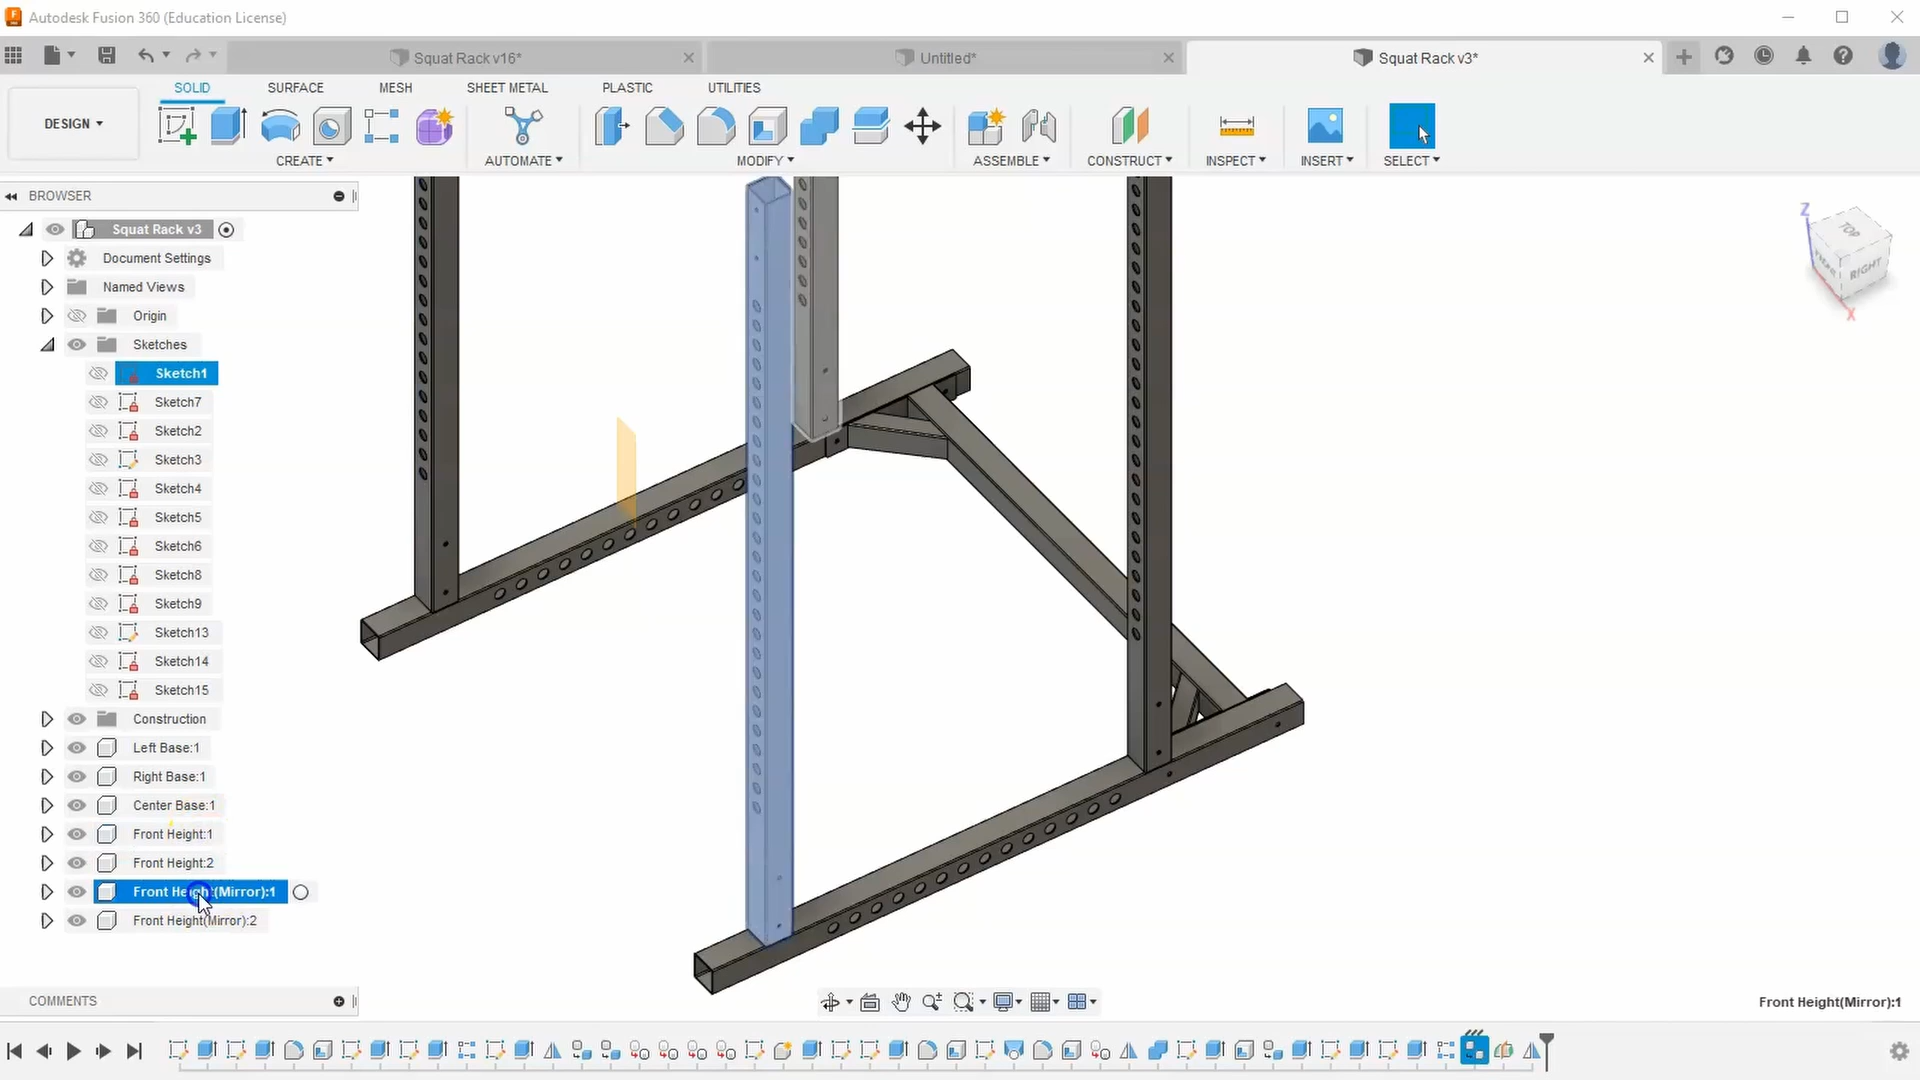 Autodesk Fusion 360 (Education License)
Squat Rack v16*
Untitled*
Squat Rack v3*
DESIGN
SOLID
SURFACE
MESH
SHEET METAL
PLASTIC
UTILITIES
CREATE
AUTOMATE
MODIFY
ASSEMBLE
CONSTRUCT
INSPECT
INSERT
SELECT
BROWSER
Squat Rack v3
Document Settings
Named Views
Origin
Sketches
Sketch1
Sketch7
Sketch2
Sketch3
Sketch4
Sketch5
Sketch6
Sketch8
Sketch9
Sketch13
Sketch14
Sketch15
Construction
Left Base:1
Right Base:1
Center Base:1
Front Height:1
Front Height:2
Front Height(Mirror):1
Front Height(Mirror):2
Z
TOP
RIGHT
X
COMMENTS
Front Height(Mirror):1